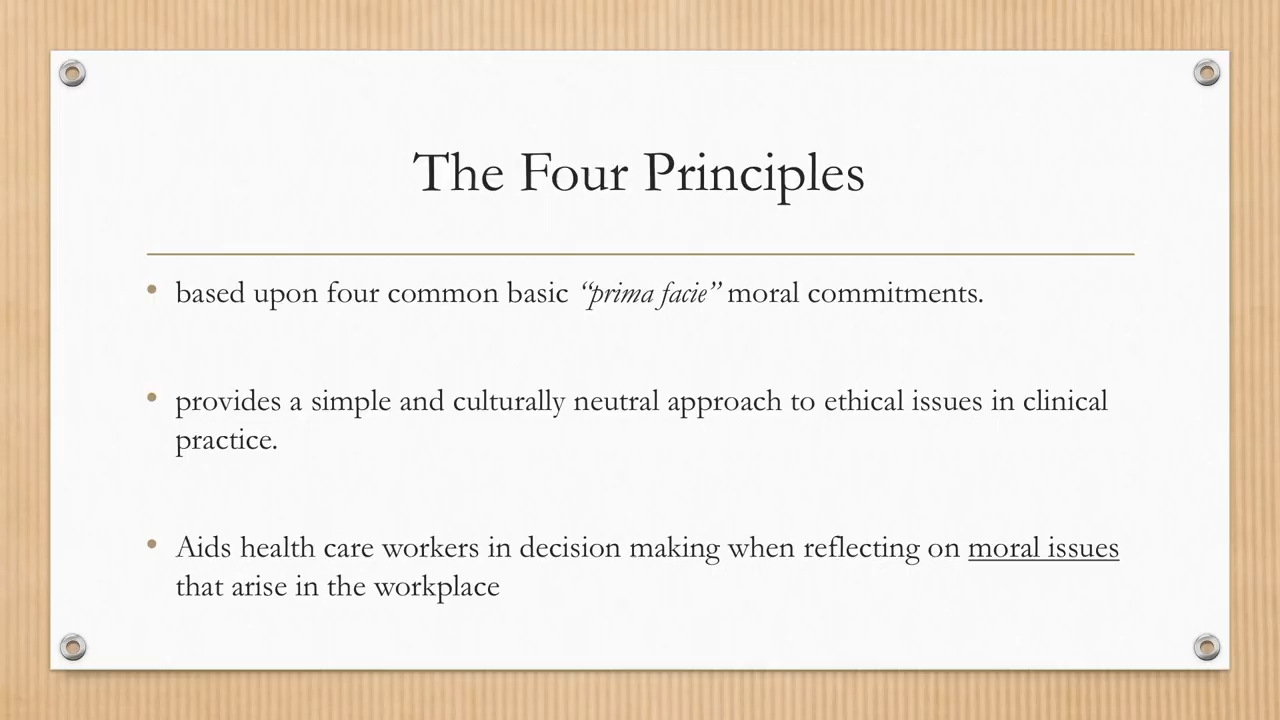 The Four Principles
• based upon four common basic “prima facie” moral commitments.
• provides a simple and culturally neutral approach to ethical issues in clinical
practice.
• Aids health care workers in decision making when reflecting on moral issues
that arise in the workplace